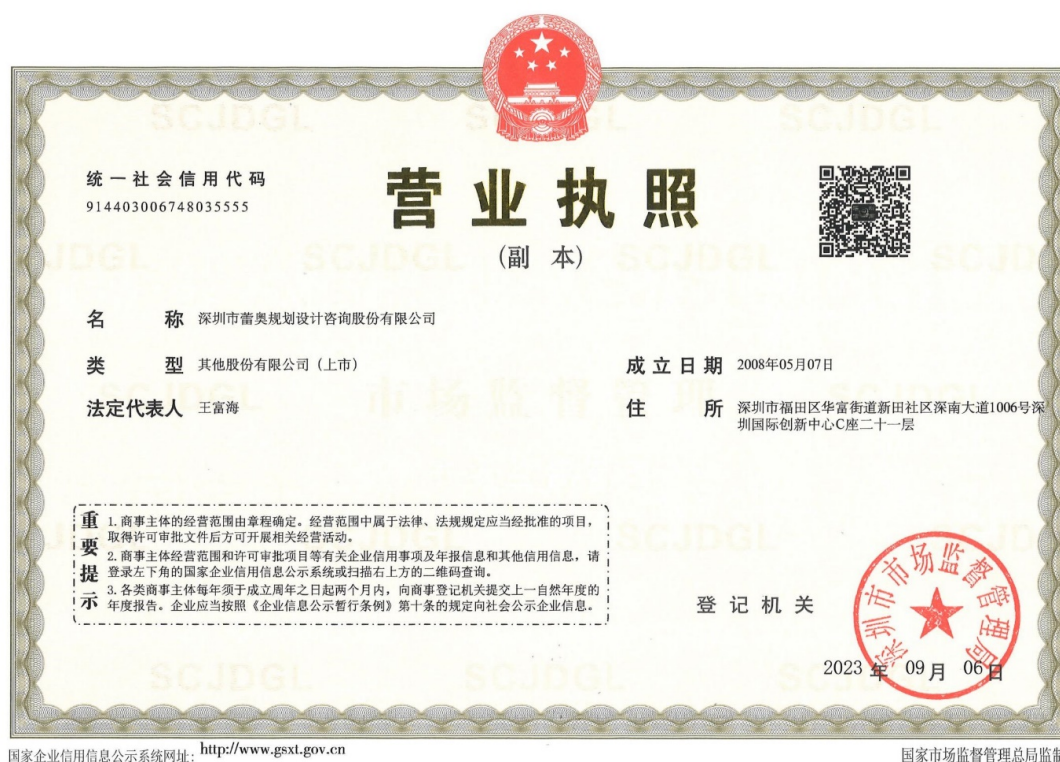 统一社会信用代码
914403006748035555
营业执照
(副 本)
名 称 深圳市蕾奥规划设计咨询股份有限公司
类 型 其他股份有限公司（上市）
成立日期 2008年05月07日
法定代表人 王富海
住 所 深圳市福田区华富街道新田社区深南大道1006号深
圳国际创新中心C座二十一层
重要提示
1. 商事主体的经营范围由章程确定。经营范围中属于法律、法规规定应当经批准的项目，
取得许可审批文件后方可开展相关经营活动。
2. 商事主体经营范围和许可审批项目等有关企业信用事项及年报信息和其他信用信息，请
登录左下角的国家企业信用信息公示系统或扫描右上方的二维码查询。
3. 各类商事主体每年须于成立周年之日起两个月内，向商事登记机关提交上一自然年度的
年度报告。企业应当按照《企业信息公示暂行条例》第十条的规定向社会公示企业信息。
登记机关
深圳市市场监督管理局
2023 年 09 月 06 日
国家企业信用信息公示系统网址: http://www.gsxt.gov.cn
国家市场监督管理总局监制
SCJDGL
市场监督管理